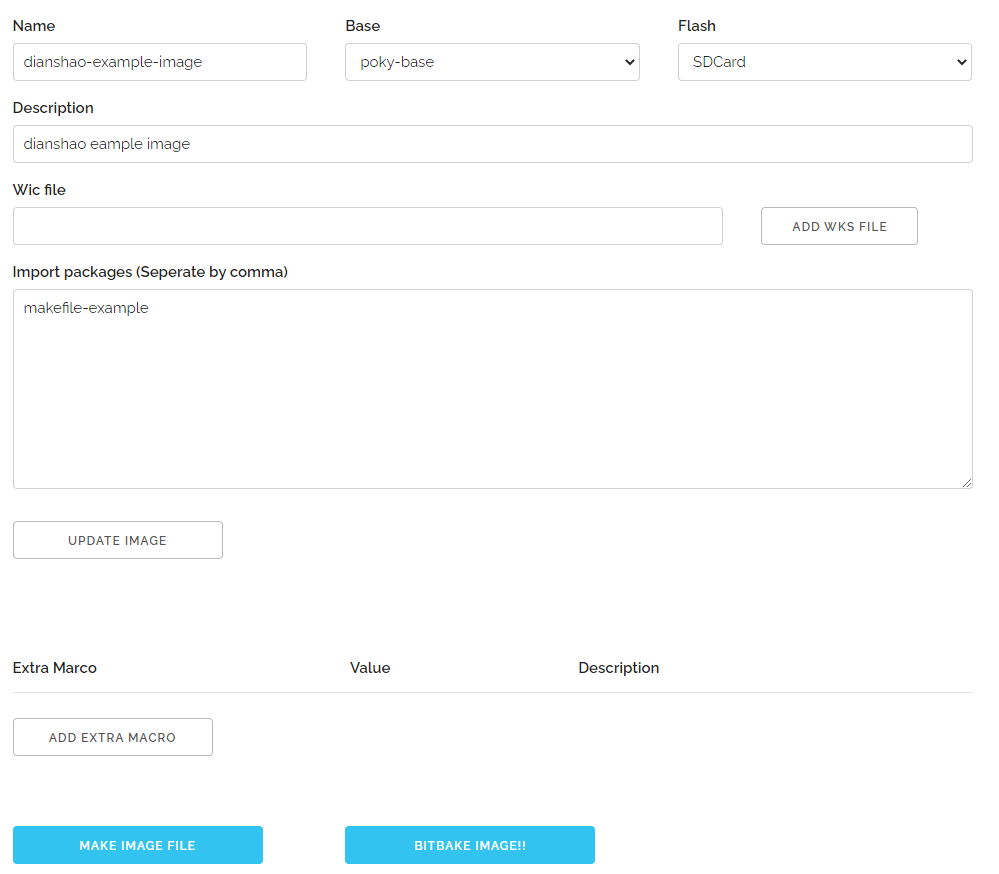 Name Base Flash
dianshao-example-image poky-base SDCard
Description
dianshao eample image
Wic file
ADD WKS FILE
Import packages (Seperate by comma)
makefile-example
UPDATE IMAGE
Extra Marco Value Description
ADD EXTRA MACRO
MAKE IMAGE FILE BITBAKE IMAGE!!